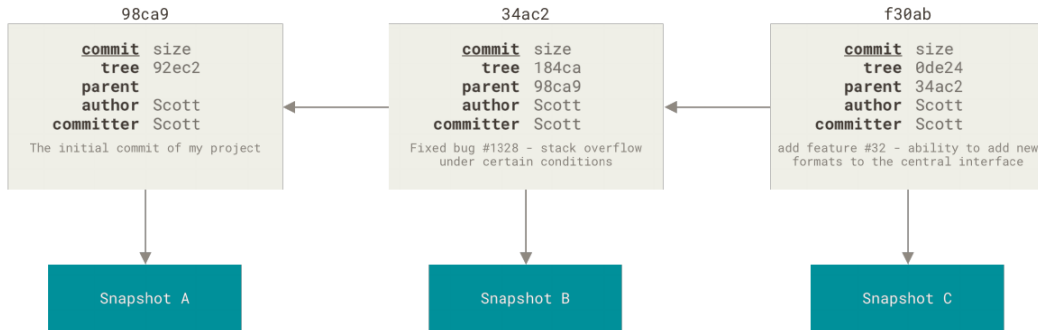 98ca9
commit size
tree 92ec2
parent
author Scott
committer Scott
The initial commit of my project
Snapshot A
34ac2
commit size
tree 184ca
parent 98ca9
author Scott
committer Scott
Fixed bug #1328 - stack overflow
under certain conditions
Snapshot B
f30ab
commit size
tree 0de24
parent 34ac2
author Scott
committer Scott
add feature #32 - ability to add new
formats to the central interface
Snapshot C